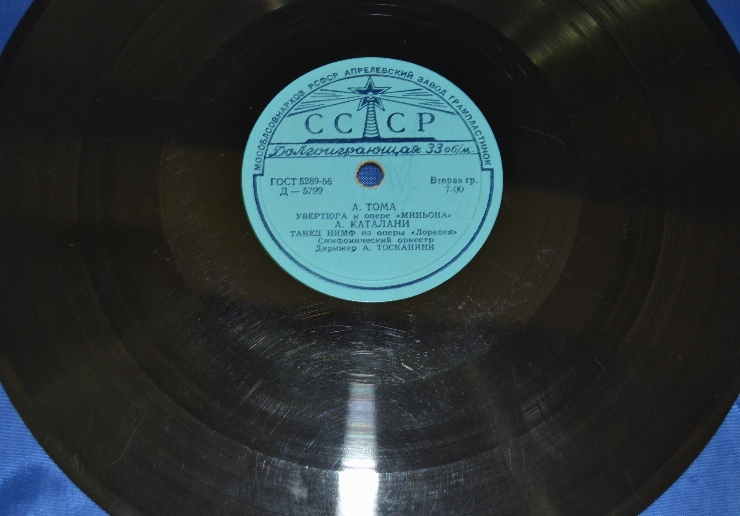 МОСОБЛСОВНАРХОЗ РСФСР АПРЕЛЕВСКИЙ ЗАВОД ГРАМПЛАСТИНОК
СССР
Долгоиграющая 33 об/м.
ГОСТ 5289-56 Вторая гр.
Д — 5799 7-00
А. ТОМА
УВЕРТЮРА к опере «МИНЬОНА»
А. КАТАЛАНИ
ТАНЕЦ НИМФ из оперы «Лорелея»
Симфонический оркестр
Дирижер А. ТОСКАНИНИ